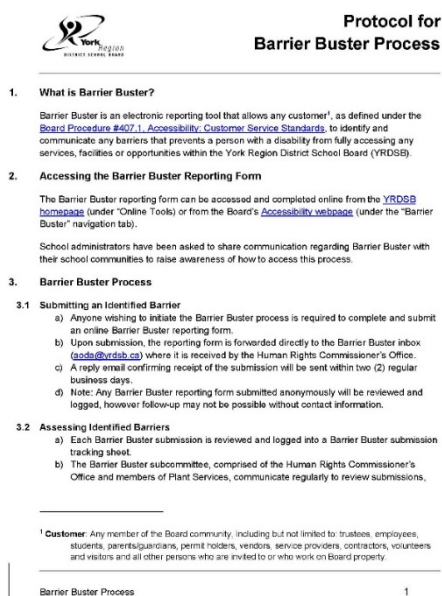 York
Region
DISTRICT SCHOOL BOARD
Protocol for
Barrier Buster Process
1. What is Barrier Buster?
Barrier Buster is an electronic reporting tool that allows any customer¹, as defined under the
Board Procedure #407.1, Accessibility: Customer Service Standards, to identify and
communicate any barriers that prevents a person with a disability from fully accessing any
services, facilities or opportunities within the York Region District School Board (YRDSB).
2. Accessing the Barrier Buster Reporting Form
The Barrier Buster reporting form can be accessed and completed online from the YRDSB
homepage (under "Online Tools) or from the Board's Accessibility webpage (under the "Barrier
Buster" navigation tab).
School administrators have been asked to share communication regarding Barrier Buster with
their school communities to raise awareness of how to access this process.
3. Barrier Buster Process
3.1 Submitting an Identified Barrier
a) Anyone wishing to initiate the Barrier Buster process is required to complete and submit
an online Barrier Buster reporting form.
b) Upon submission, the reporting form is forwarded directly to the Barrier Buster inbox
(aoda@yrdsb.ca) where it is received by the Human Rights Commissioner's Office.
c) A reply email confirming receipt of the submission will be sent within two (2) regular
business days.
d) Note: Any Barrier Buster reporting form submitted anonymously will be reviewed and
logged, however follow-up may not be possible without contact information.
3.2 Assessing Identified Barriers
a) Each Barrier Buster submission is reviewed and logged into a Barrier Buster submission
tracking sheet.
b) The Barrier Buster subcommittee, comprised of the Human Rights Commissioner's
Office and members of Plant Services, communicate regularly to review submissions,
¹ Customer: Any member of the Board community, including but not limited to: trustees, employees,
students, parents/guardians, permit holders, vendors, service providers, contractors, volunteers
and visitors and all other persons who are invited to or who work on Board property.
Barrier Buster Process 1